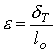 ε = δ_T / l_o